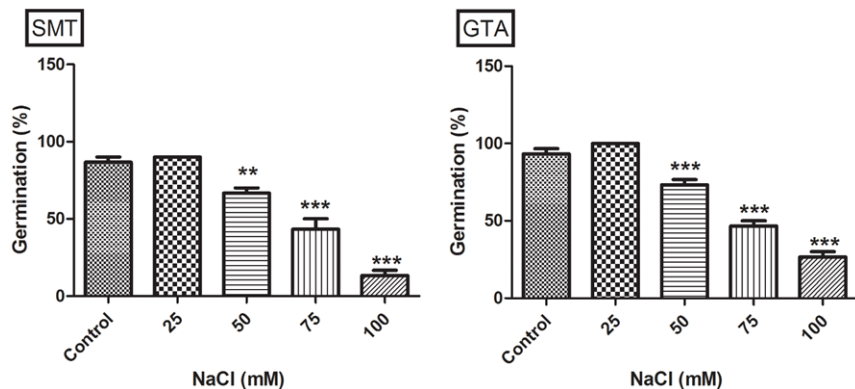 SMT
150
100
50
0
Germination (%)
**
***
***
Control
25
50
75
100
NaCl (mM)
GTA
150
100
50
0
Germination (%)
***
***
***
Control
25
50
75
100
NaCl (mM)